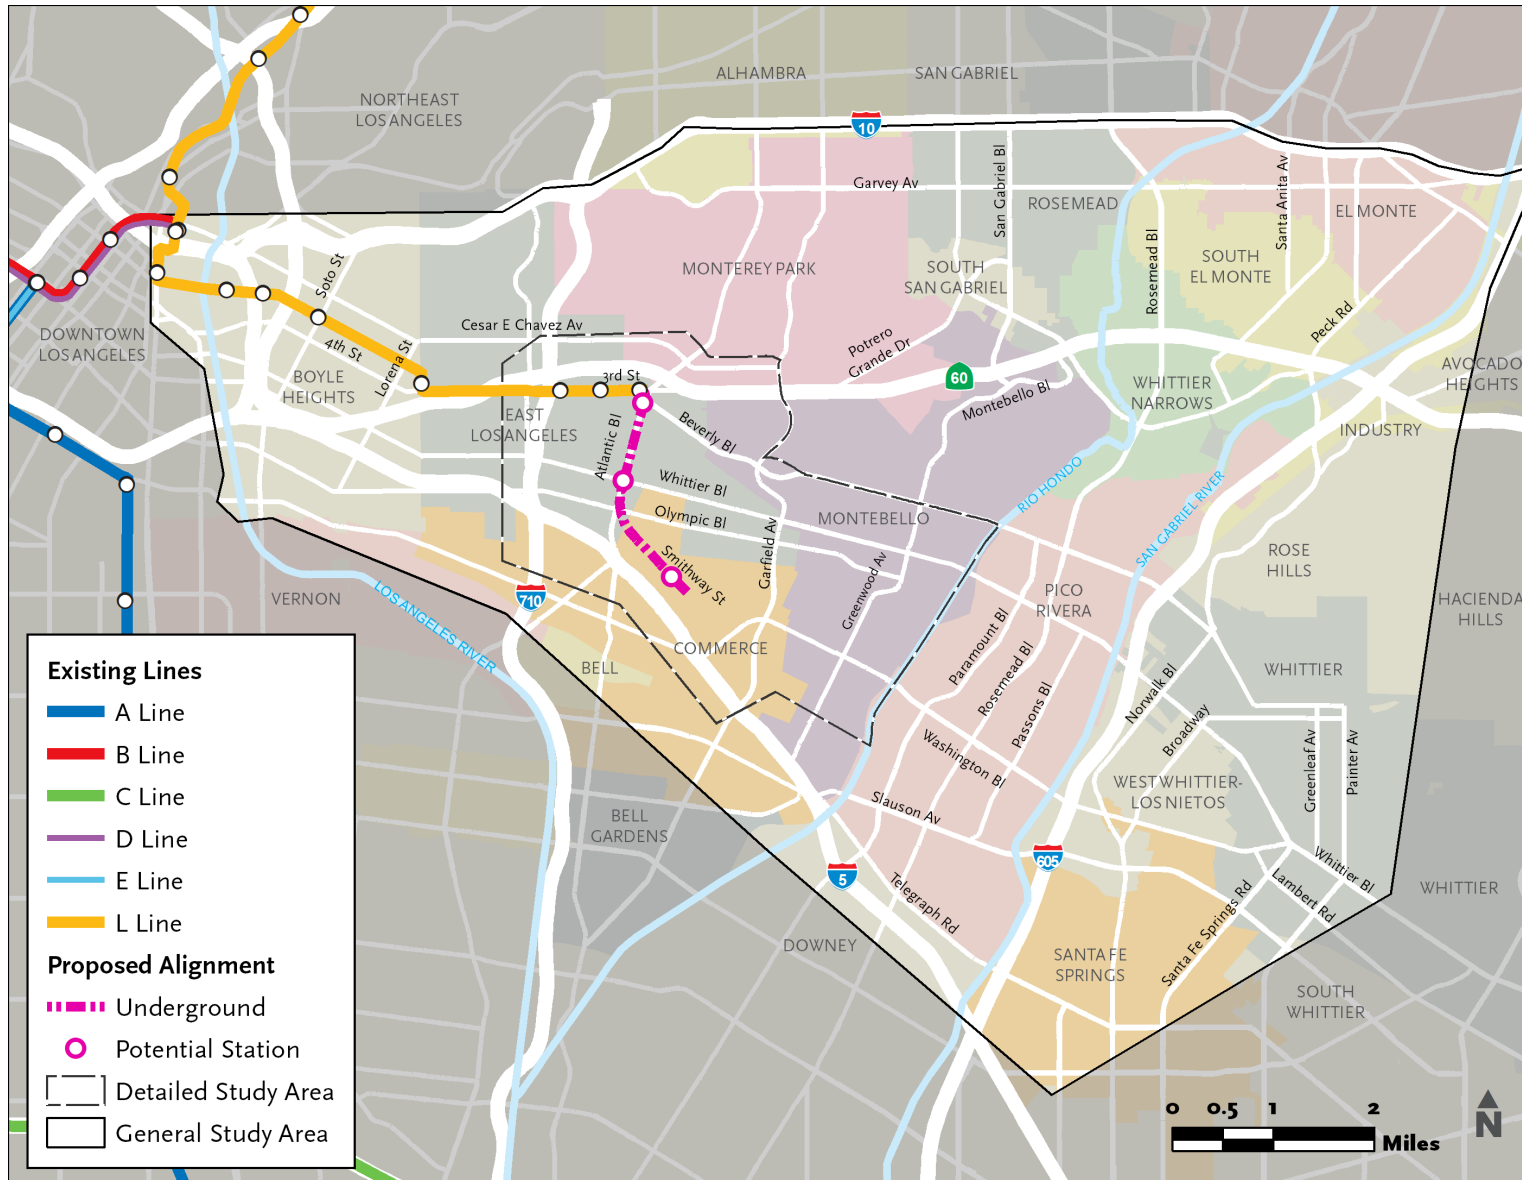 ALHAMBRA
SAN GABRIEL
NORTHEAST
LOS ANGELES
10
San Gabriel Bl
Garvey Av
ROSEMEAD
Santa Anita Av
EL MONTE
Soto St
MONTEREY PARK
SOUTH
SAN GABRIEL
Rosemead Bl
SOUTH
EL MONTE
DOWNTOWN
LOS ANGELES
Cesar E Chavez Av
4th St
Lorena St
Potrero
Grande Dr
Peck Rd
BOYLE
HEIGHTS
3rd St
60
Montebello Bl
WHITTIER
NARROWS
AVOCADO
HEIGHTS
EAST
LOS ANGELES
Atlantic Bl
Beverly Bl
INDUSTRY
Whittier Bl
RIO HONDO
SAN GABRIEL RIVER
Olympic Bl
MONTEBELLO
Garfield Av
Smithway St
Greenwood Av
ROSE
HILLS
VERNON
710
LOS ANGELES RIVER
PICO
RIVERA
HACIENDA
HILLS
COMMERCE
BELL
Paramount Bl
Rosemead Bl
Passons Bl
Norwalk Bl
WHITTIER
Broadway
Washington Bl
Greenleaf Av
Painter Av
WEST WHITTIER-
LOS NIETOS
Slauson Av
BELL
GARDENS
605
5
Whittier Bl
Lambert Rd
WHITTIER
Telegraph Rd
Santa Fe Springs Rd
DOWNEY
SANTA FE
SPRINGS
SOUTH
WHITTIER
Existing Lines
A Line
B Line
C Line
D Line
E Line
L Line
Proposed Alignment
Underground
Potential Station
Detailed Study Area
General Study Area
0 0.5 1 2
Miles
N